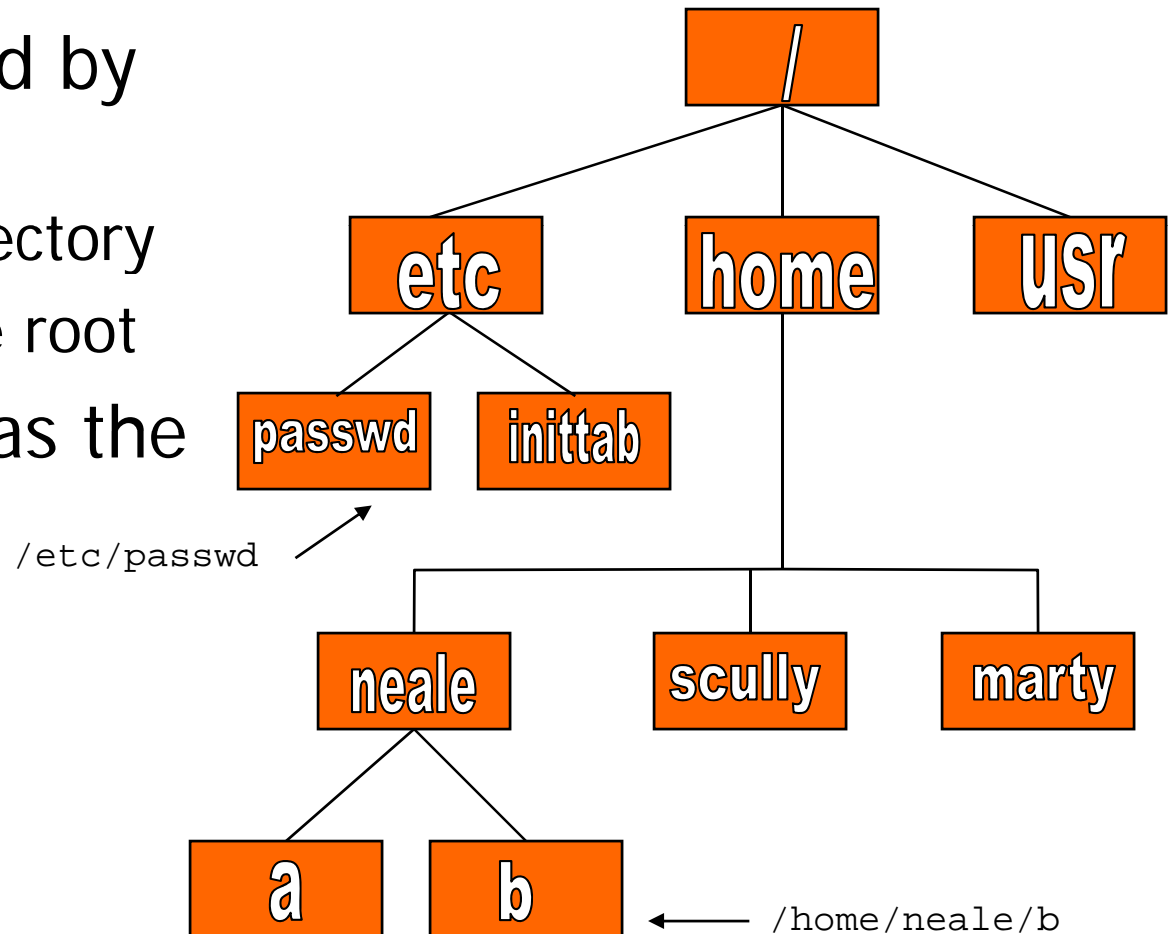 d by
ectory
e root
as the
/
etc
home
usr
passwd
inittab
/etc/passwd
neale
scully
marty
a
b
/home/neale/b